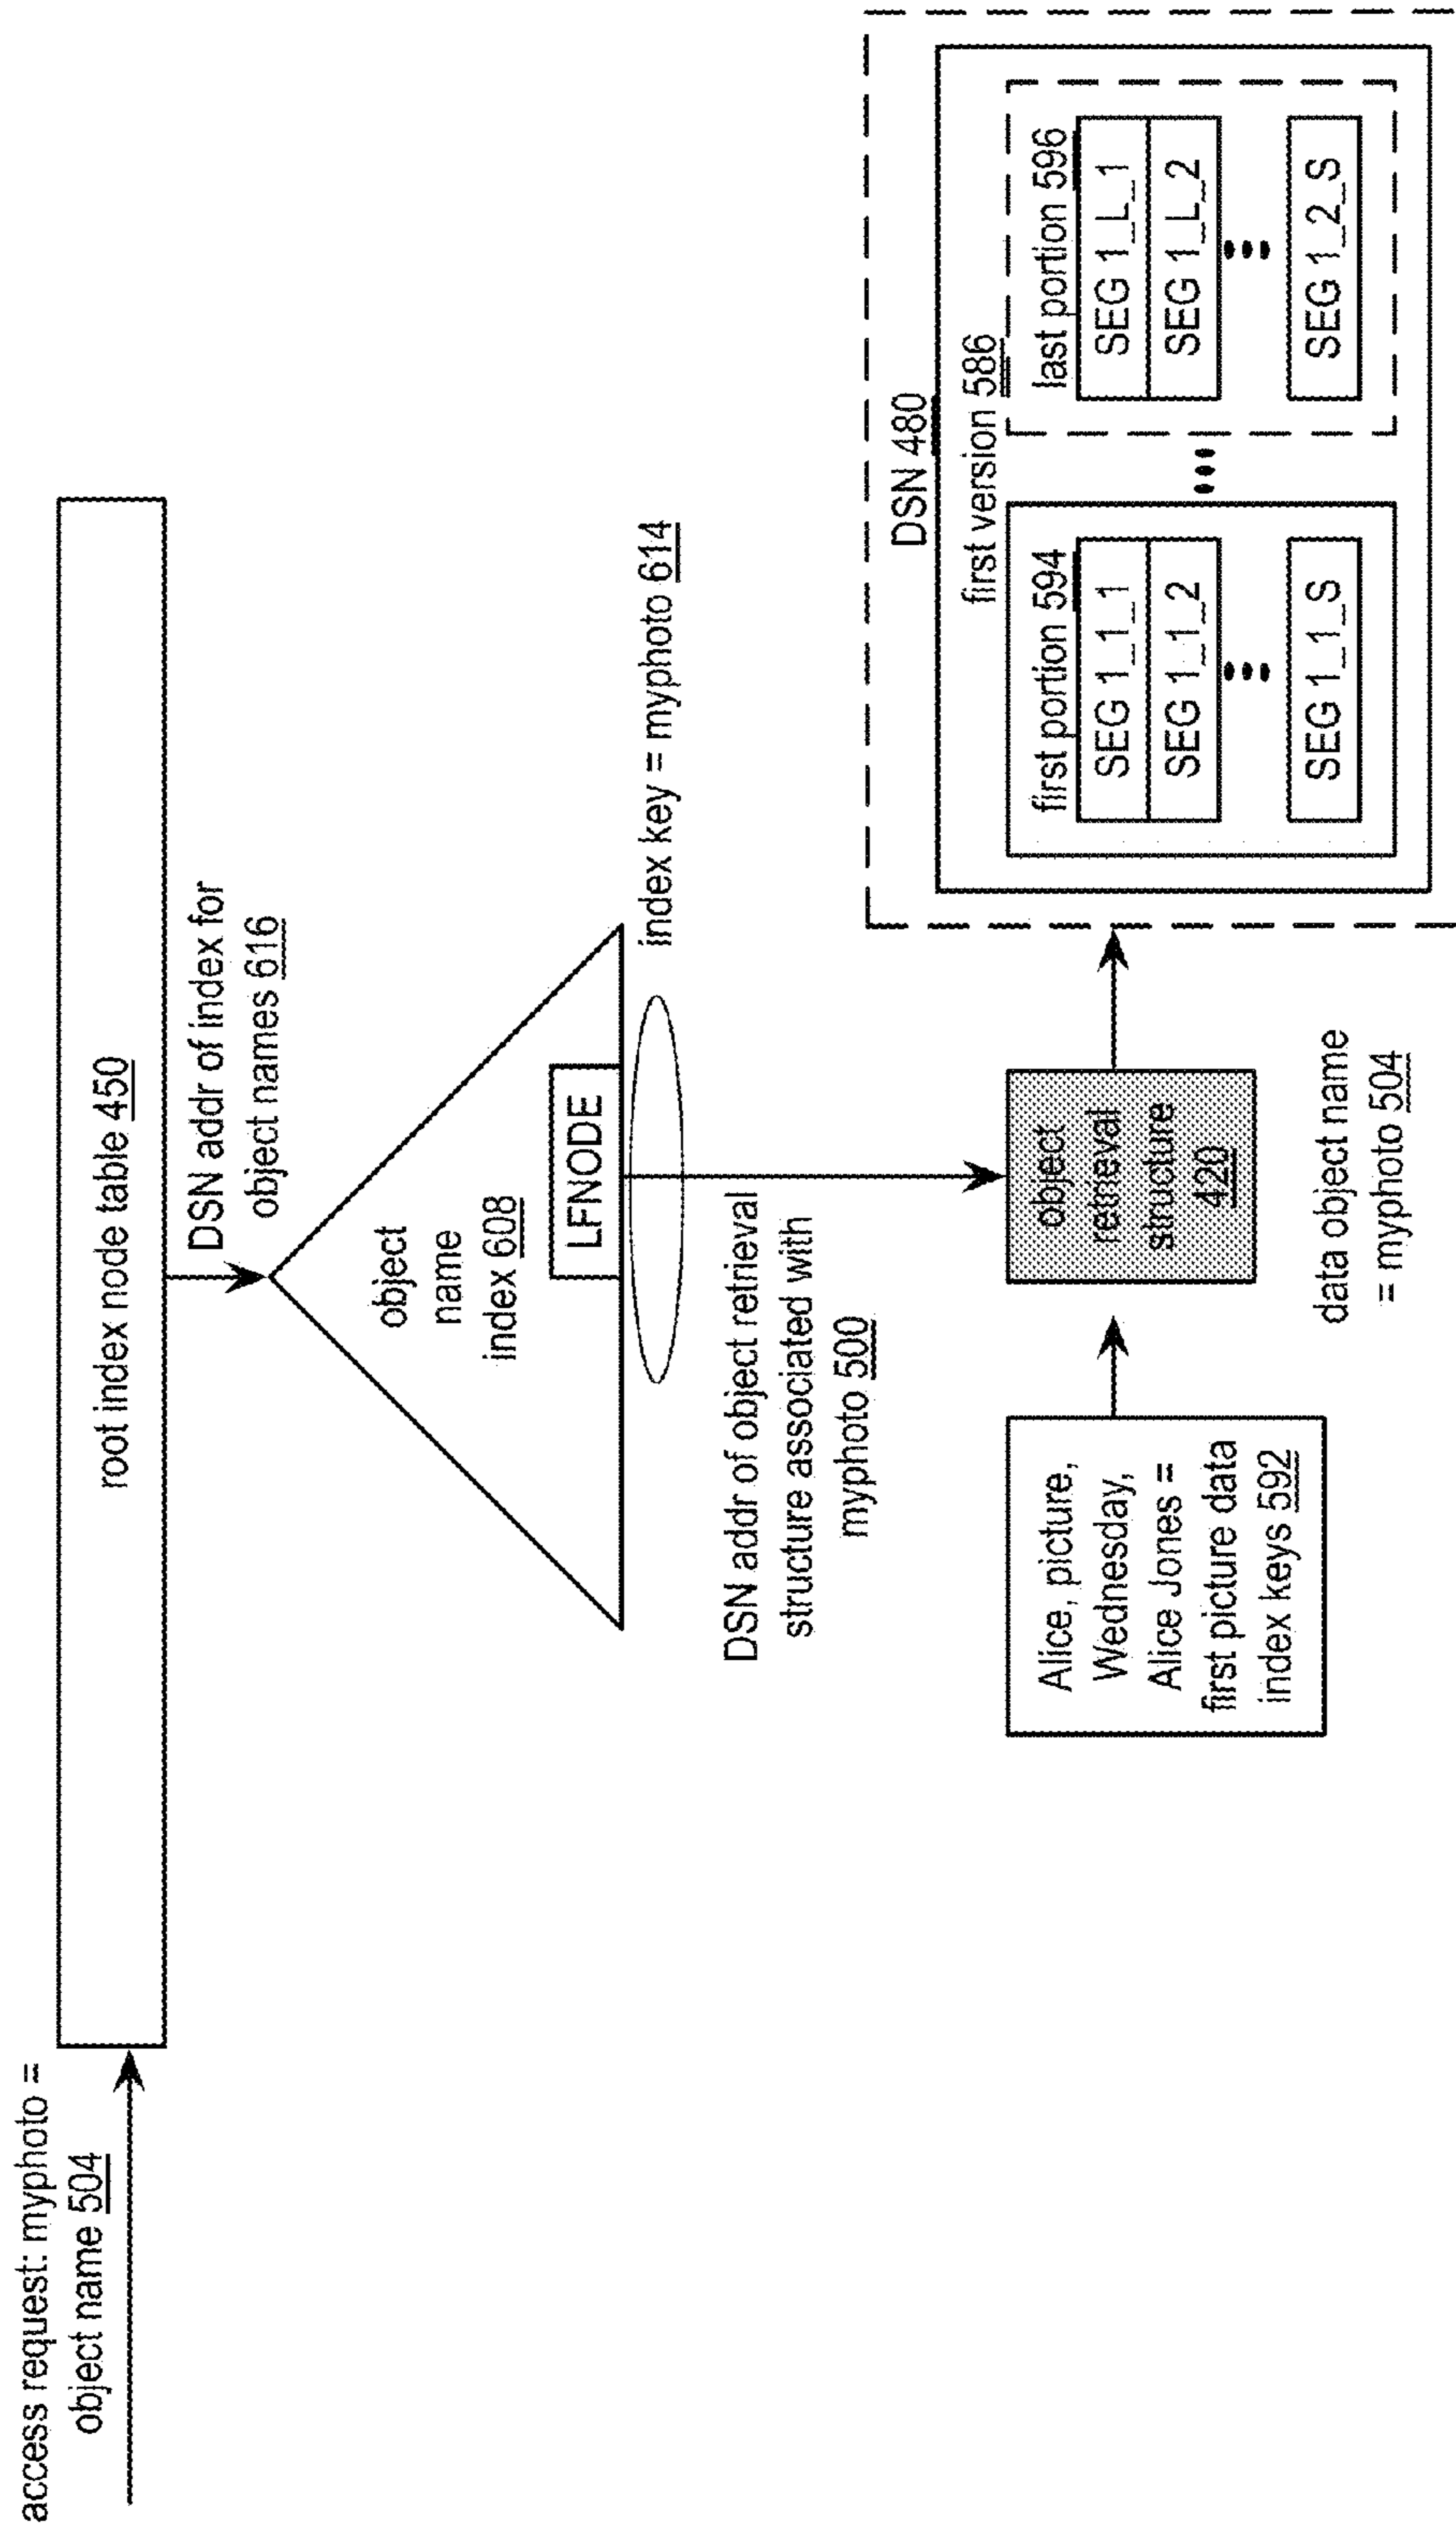 access request: myphoto =
object name 504
root index node table 450
DSN addr of index for
object names 616
object
name
index 608
LFNODE
index key = myphoto 614
DSN addr of object retrieval
structure associated with
myphoto 500
Alice, picture,
Wednesday,
Alice Jones =
first picture data
index keys 592
object
retrieval
structure
420
data object name
= myphoto 504
DSN 480
first version 586
first portion 594
SEG 1_1_1
SEG 1_1_2
SEG 1_1_S
last portion 596
SEG 1_L_1
SEG 1_L_2
SEG 1_2_S